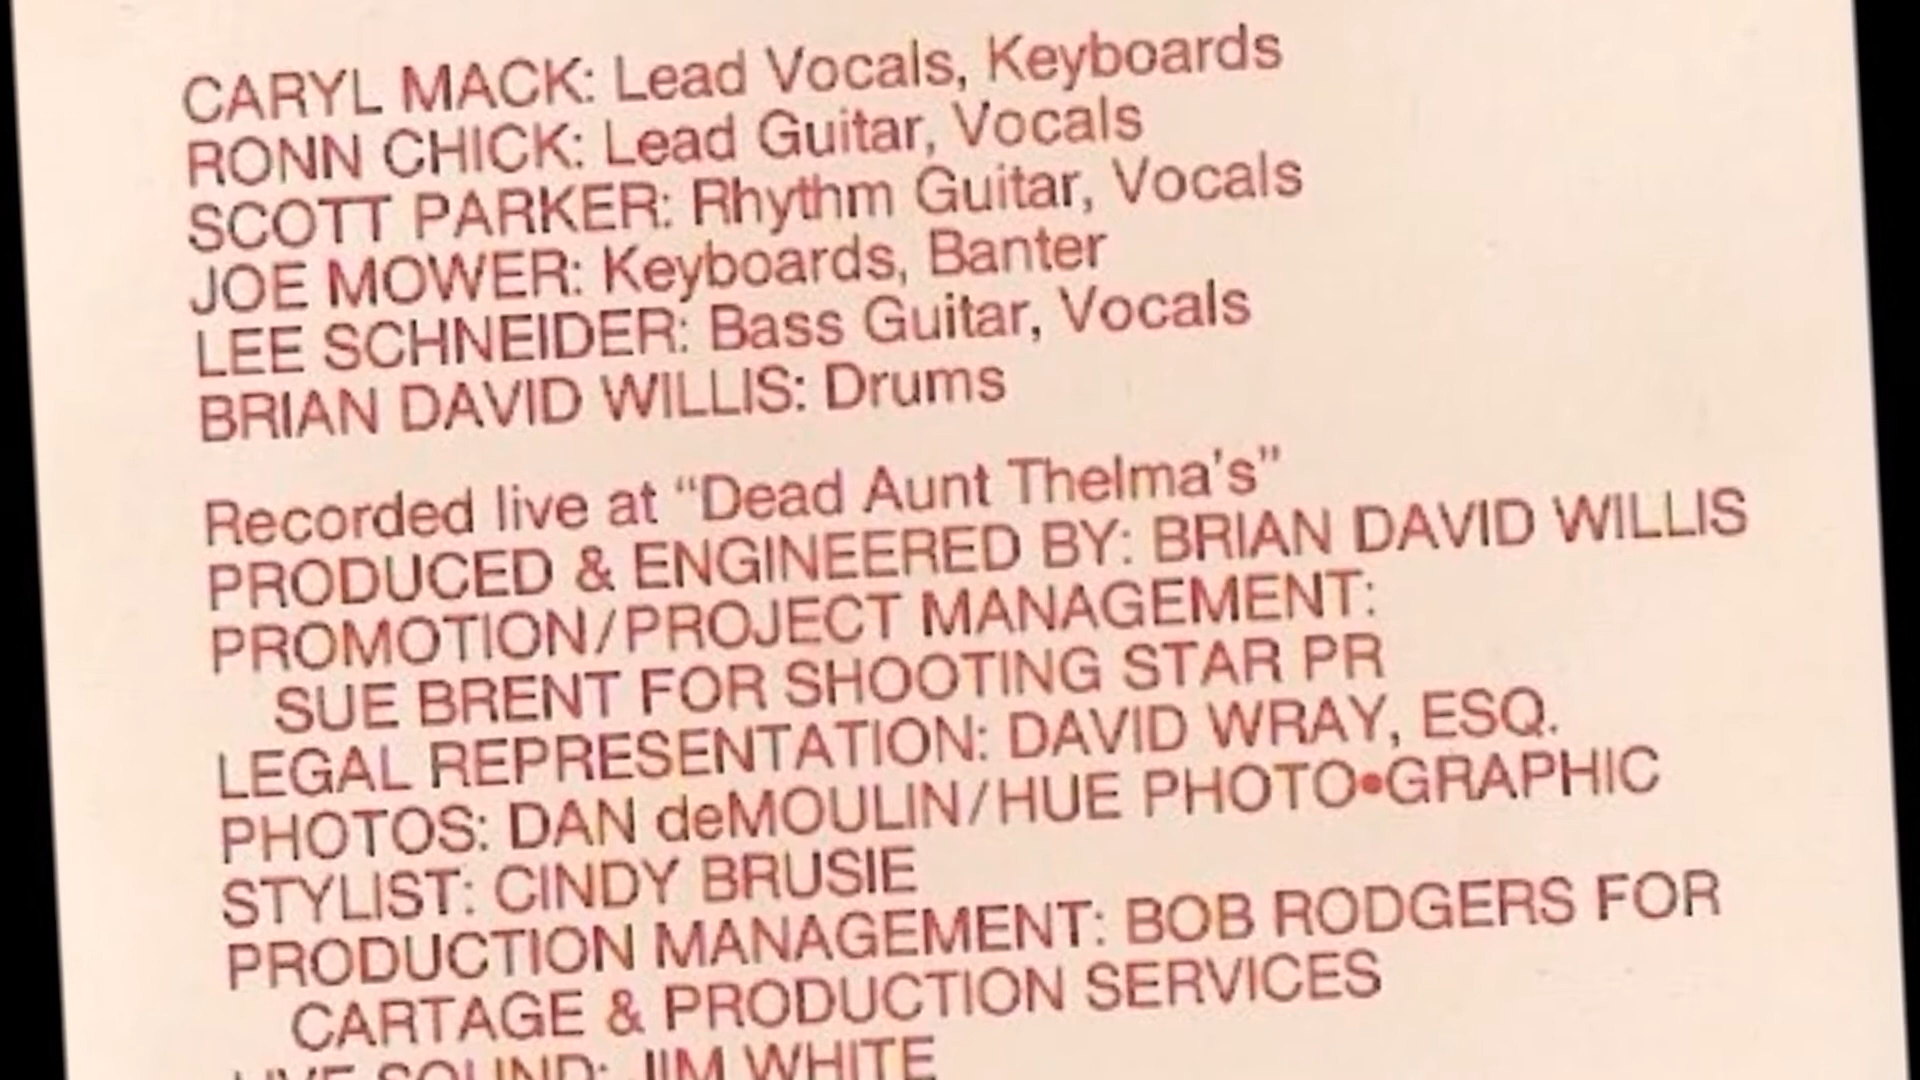 CARYL MACK: Lead Vocals, Keyboards
RONN CHICK: Lead Guitar, Vocals
SCOTT PARKER: Rhythm Guitar, Vocals
JOE MOWER: Keyboards, Banter
LEE SCHNEIDER: Bass Guitar, Vocals
BRIAN DAVID WILLIS: Drums
Recorded live at “Dead Aunt Thelma's”
PRODUCED & ENGINEERED BY: BRIAN DAVID WILLIS
PROMOTION/PROJECT MANAGEMENT:
SUE BRENT FOR SHOOTING STAR PR
LEGAL REPRESENTATION: DAVID WRAY, ESQ.
PHOTOS: DAN deMOULIN/HUE PHOTO•GRAPHIC
STYLIST: CINDY BRUSIE
PRODUCTION MANAGEMENT: BOB RODGERS FOR
CARTAGE & PRODUCTION SERVICES
LIVE SOUND: JIM WHITE